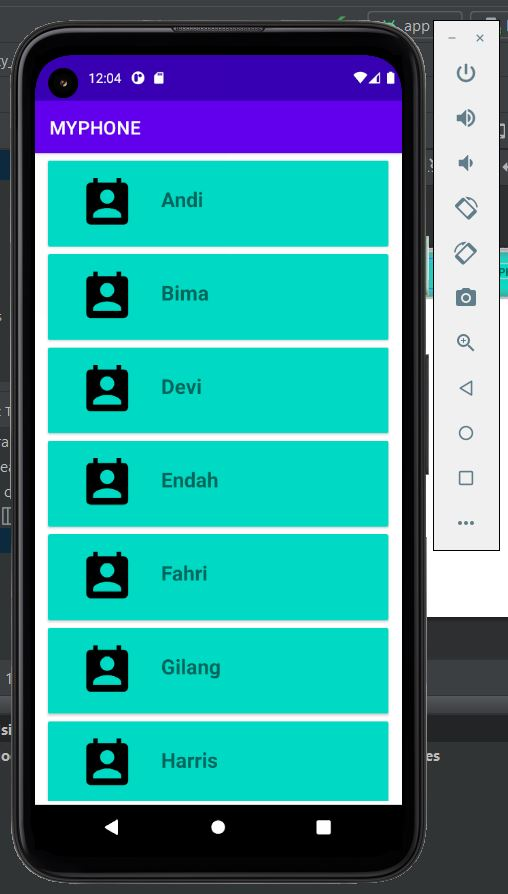 app
12:04
MYPHONE
Andi
Bima
Devi
Endah
Fahri
Gilang
Harris